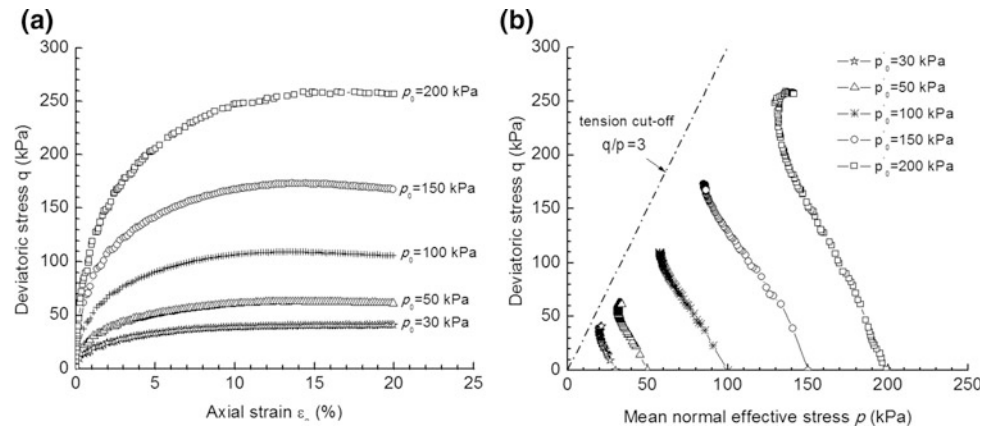 (a)
300
250
200
150
100
50
0
Deviatoric stress q (kPa)
p₀=200 kPa
p₀=150 kPa
p₀=100 kPa
p₀=50 kPa
p₀=30 kPa
0 5 10 15 20 25
Axial strain εₐ (%)
(b)
300
250
200
150
100
50
0
Deviatoric stress q (kPa)
tension cut-off
q/p=3
p'₀=30 kPa
p'₀=50 kPa
p'₀=100 kPa
p'₀=150 kPa
p'₀=200 kPa
0 50 100 150 200 250
Mean normal effective stress p (kPa)